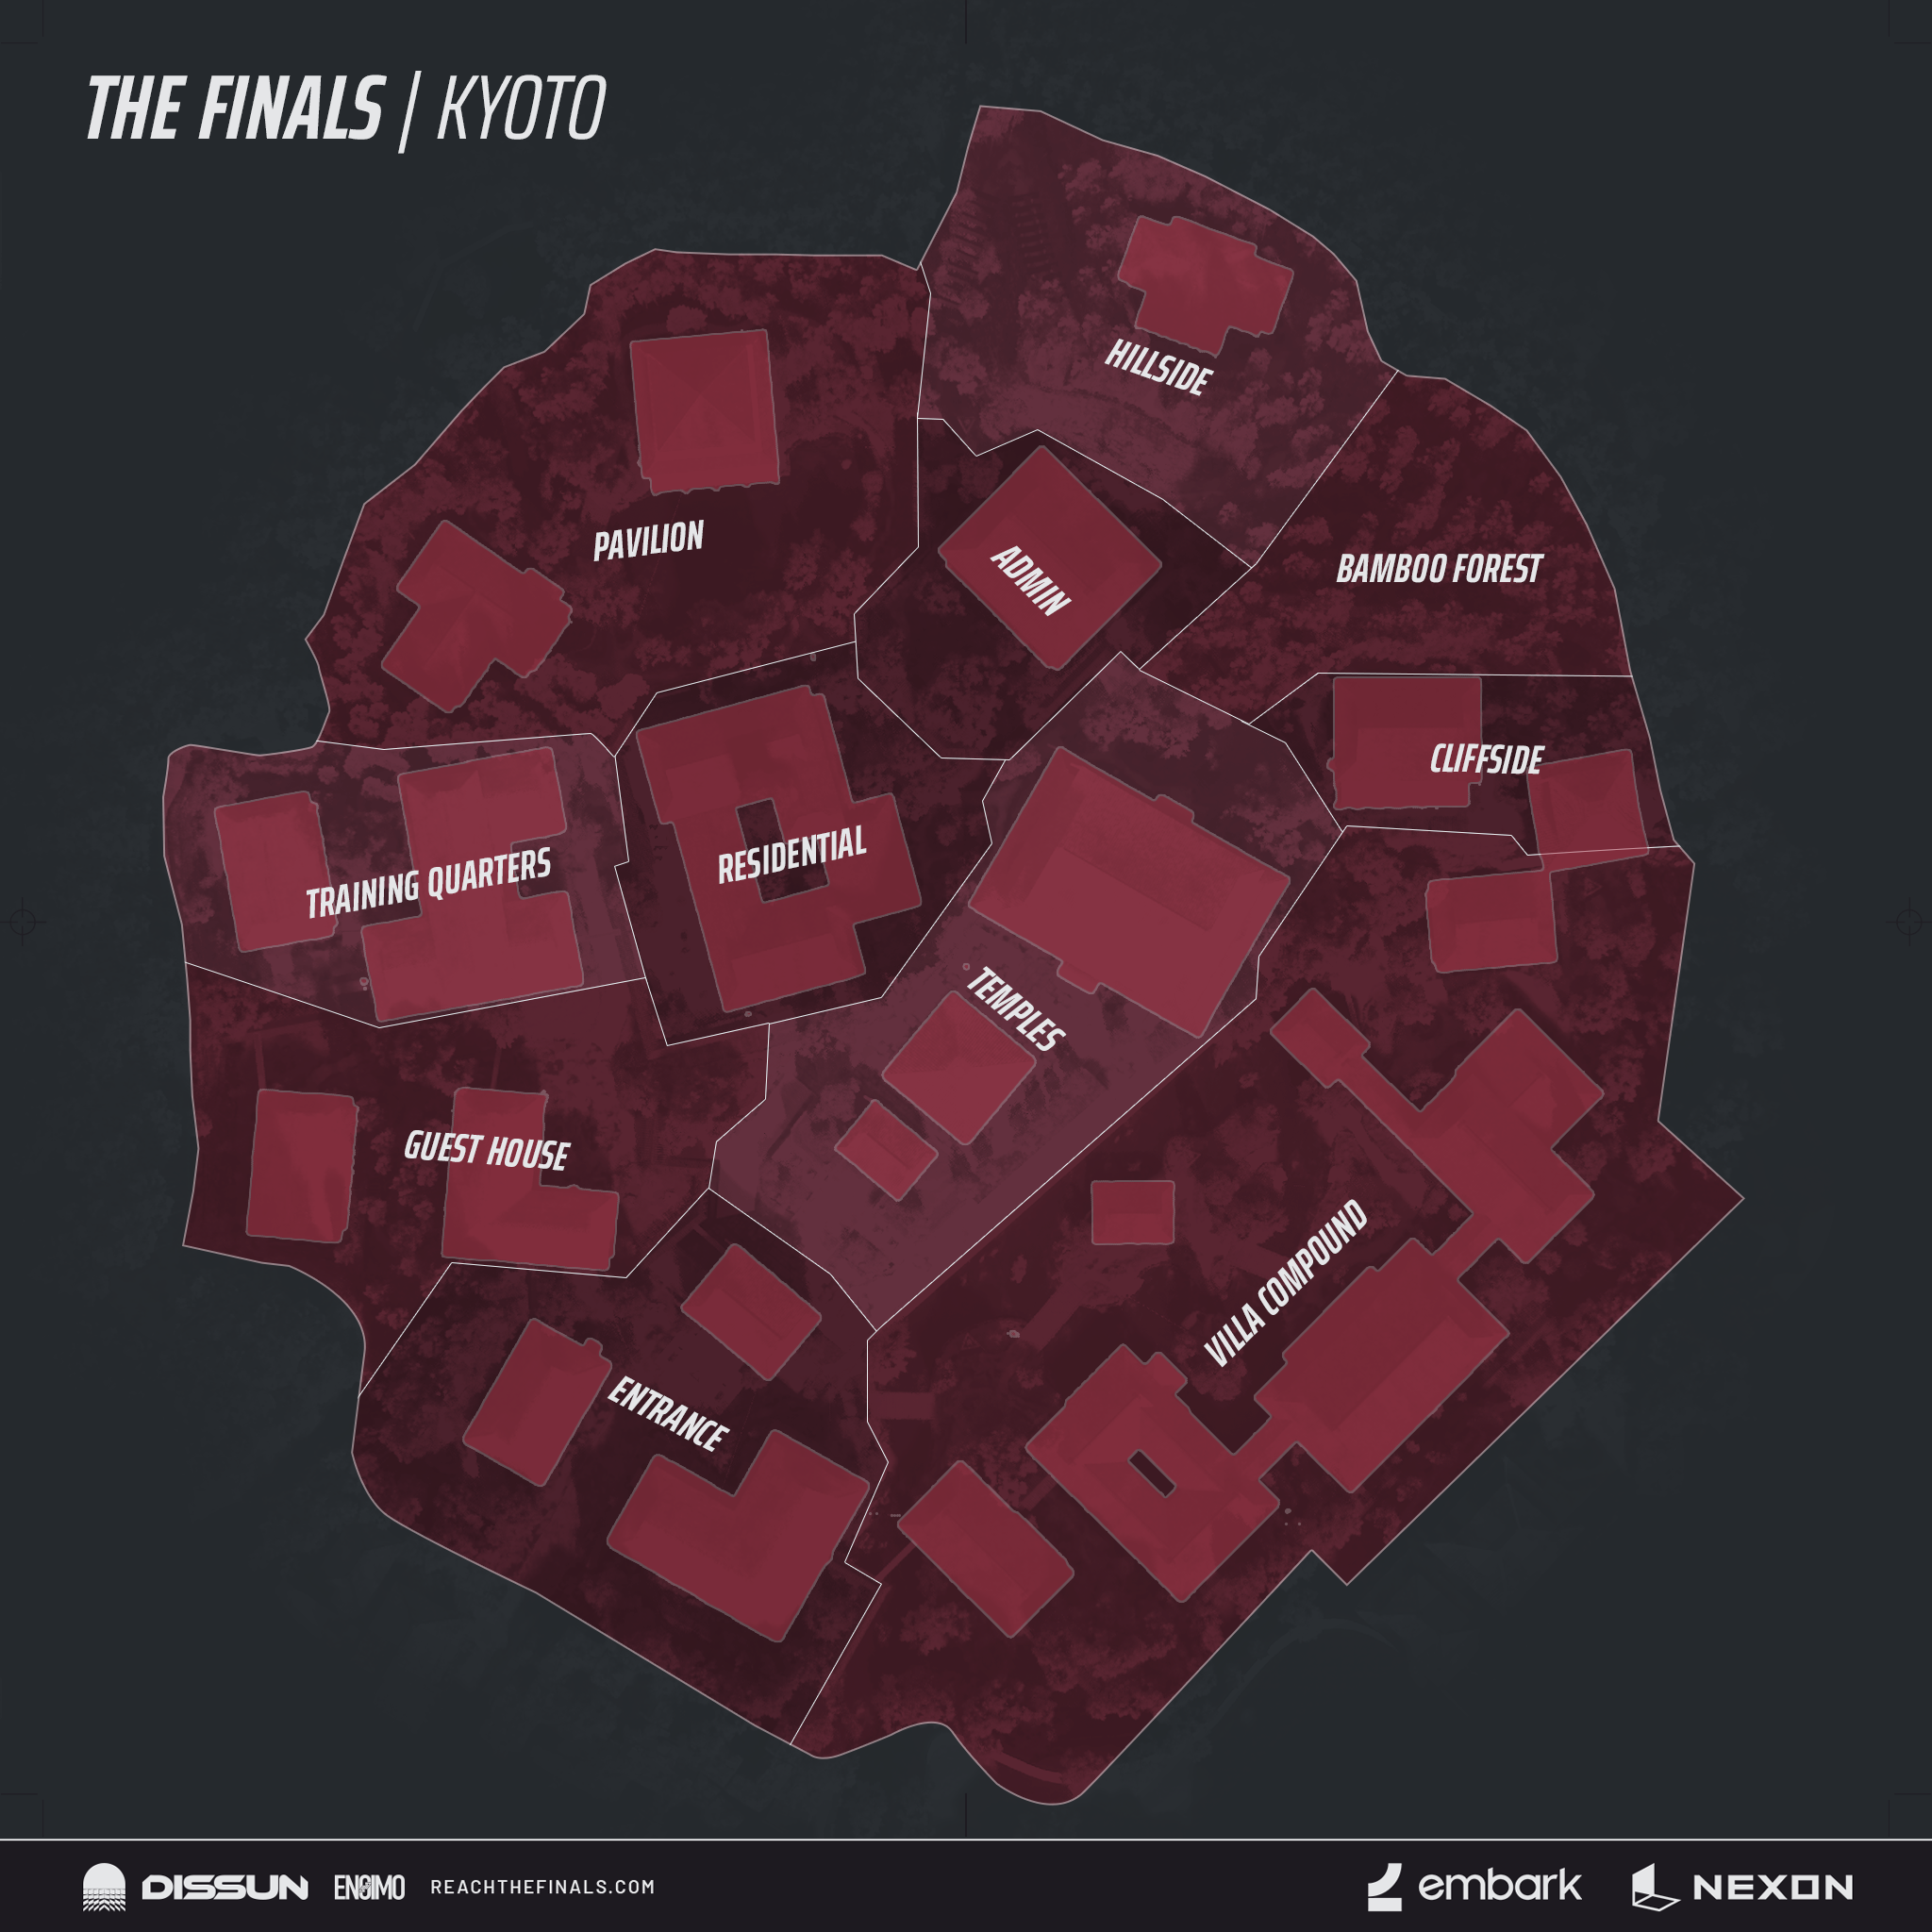 THE FINALS | KYOTO
HILLSIDE
PAVILION
ADMIN
BAMBOO FOREST
CLIFFSIDE
TRAINING QUARTERS
RESIDENTIAL
TEMPLES
GUEST HOUSE
VILLA COMPOUND
ENTRANCE
DISSUN ENGIMO REACHTHEFINALS.COM embark NEXON